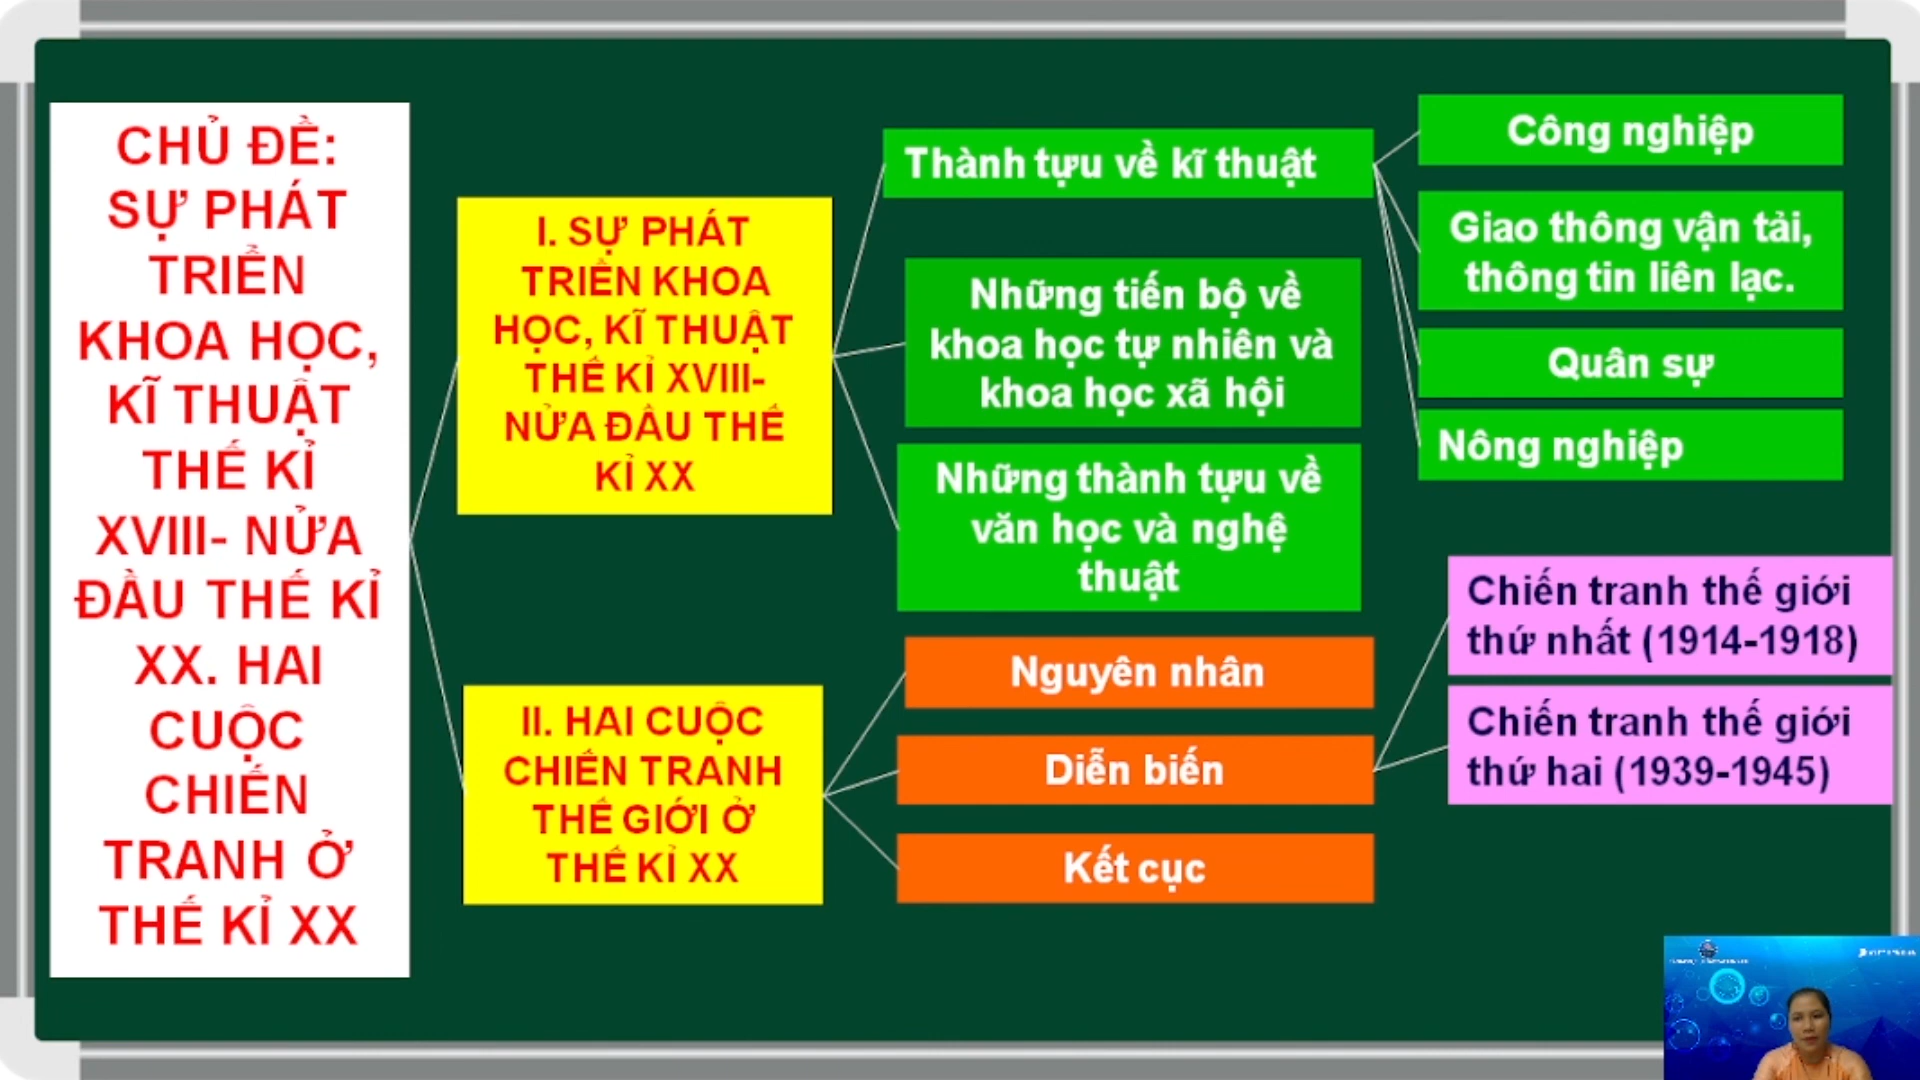 CHỦ ĐỀ:
SỰ PHÁT
TRIỂN
KHOA HỌC,
KĨ THUẬT
THẾ KỈ
XVIII- NỬA
ĐẦU THẾ KỈ
XX. HAI
CUỘC
CHIẾN
TRANH Ở
THẾ KỈ XX
I. SỰ PHÁT
TRIỂN KHOA
HỌC, KĨ THUẬT
THẾ KỈ XVIII-
NỬA ĐẦU THẾ
KỈ XX
Thành tựu về kĩ thuật
Công nghiệp
Giao thông vận tải,
thông tin liên lạc.
Quân sự
Nông nghiệp
Những tiến bộ về
khoa học tự nhiên và
khoa học xã hội
Những thành tựu về
văn học và nghệ
thuật
II. HAI CUỘC
CHIẾN TRANH
THẾ GIỚI Ở
THẾ KỈ XX
Nguyên nhân
Diễn biến
Chiến tranh thế giới
thứ nhất (1914-1918)
Chiến tranh thế giới
thứ hai (1939-1945)
Kết cục